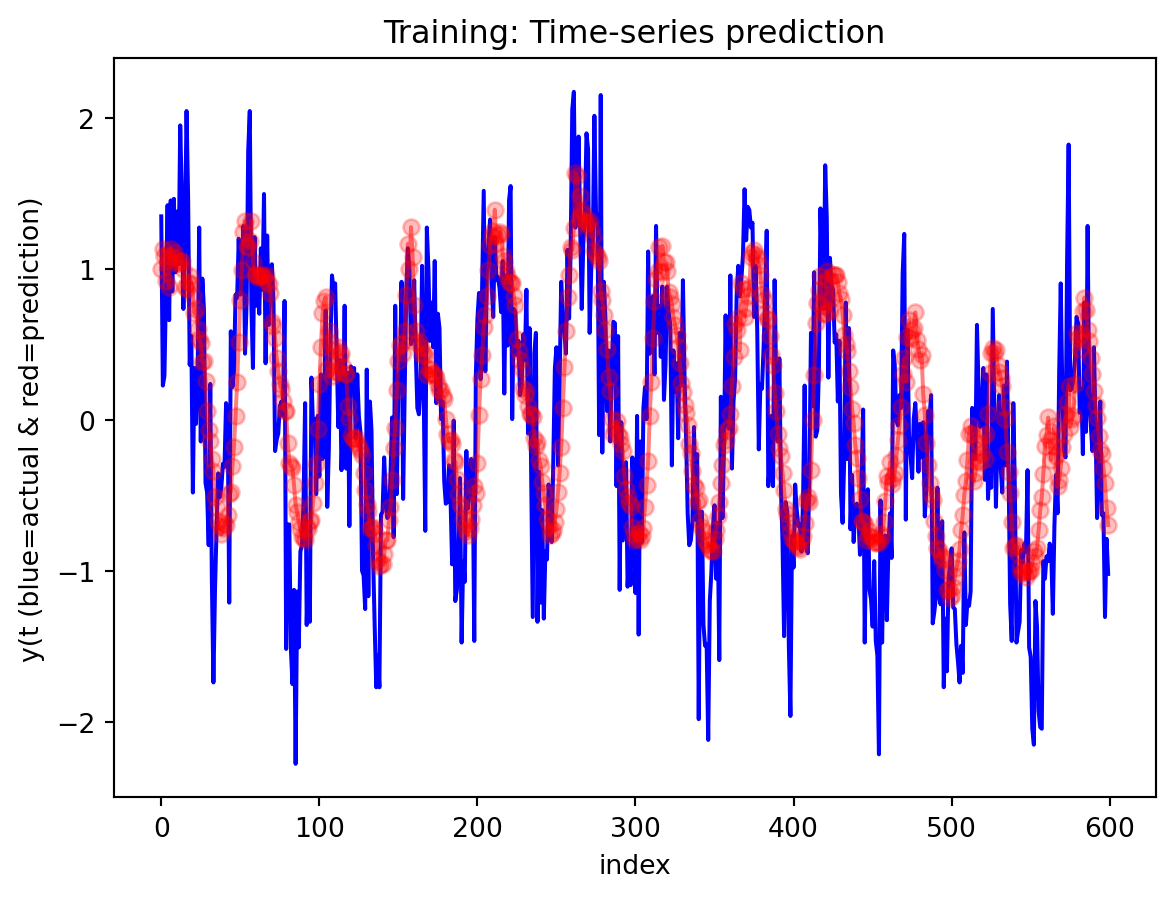 Training: Time-series prediction
y(t (blue=actual & red=prediction)
2
1
0
−1
−2
0 100 200 300 400 500 600
index